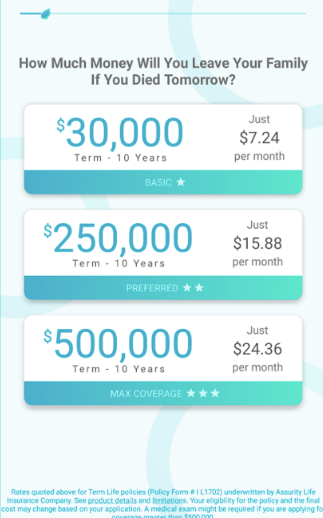 How Much Money Will You Leave Your Family
If You Died Tomorrow?
$30,000
Term - 10 Years
Just
$7.24
per month
BASIC ★
$250,000
Term - 10 Years
Just
$15.88
per month
PREFERRED ★ ★
$500,000
Term - 10 Years
Just
$24.36
per month
MAX COVERAGE ★ ★ ★
Rates quoted above for Term Life policies (Policy Form # I L1702) underwritten by Assurity Life
Insurance Company. See product details and limitations. Your eligibility for the policy and the final
cost may change based on your application. A medical exam might be required if you are applying fo
coverage greater than $500,000